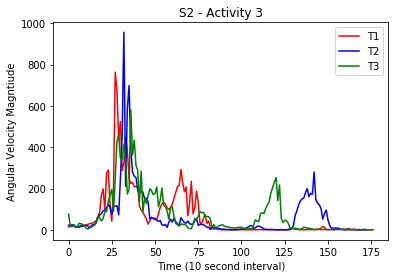 S2 - Activity 3
1000
800
600
400
200
0
Angular Velocity Magntiude
T1
T2
T3
0 25 50 75 100 125 150 175
Time (10 second interval)